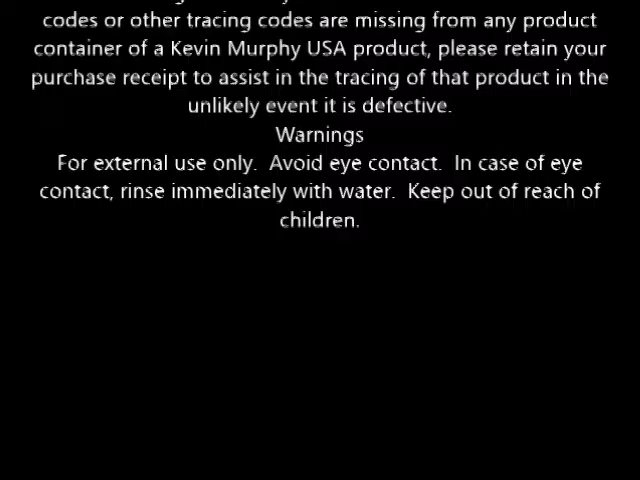 codes or other tracing codes are missing from any product
container of a Kevin Murphy USA product, please retain your
purchase receipt to assist in the tracing of that product in the
unlikely event it is defective.
Warnings
For external use only.  Avoid eye contact.  In case of eye
contact, rinse immediately with water.  Keep out of reach of
children.